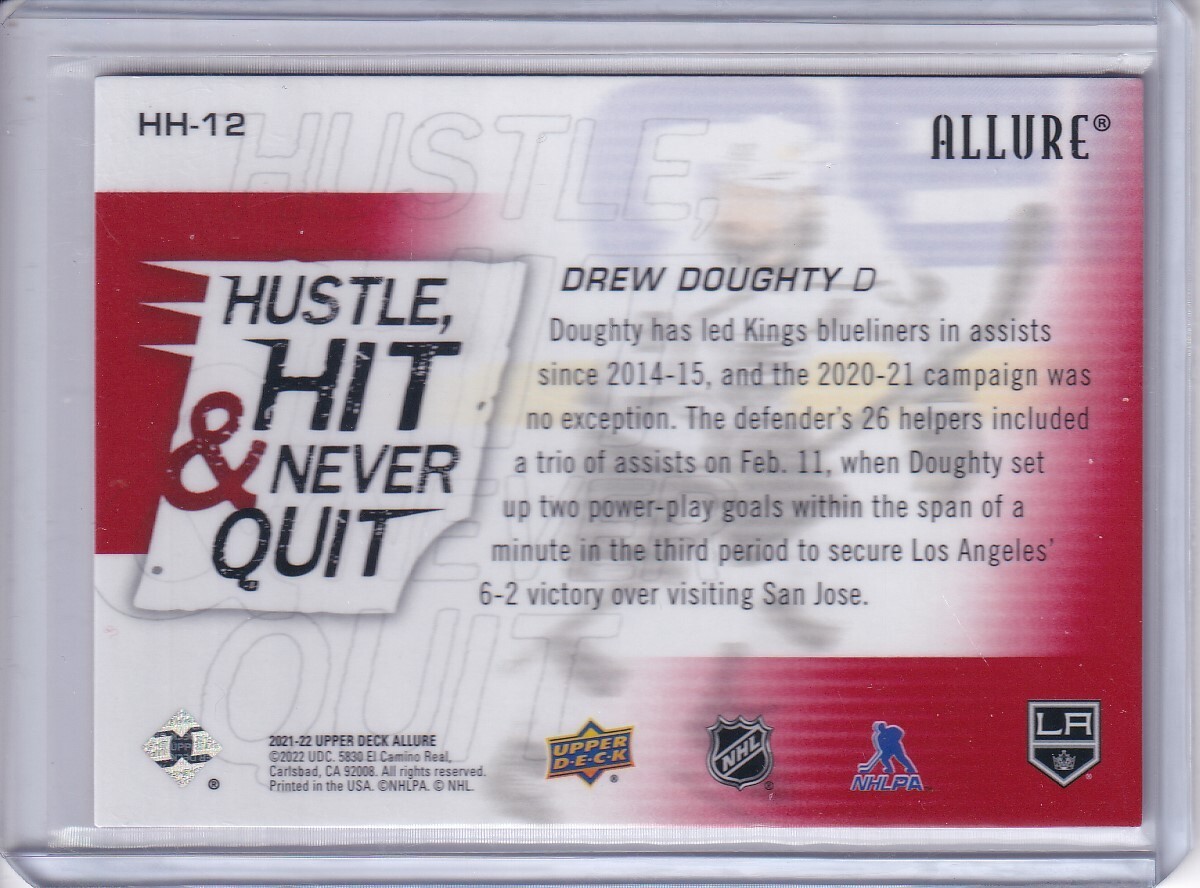 HH-12
ALLURE®
HUSTLE,
HIT
& NEVER
QUIT
HUSTLE,
HIT
& NEVER
QUIT
DREW DOUGHTY D
Doughty has led Kings blueliners in assists
since 2014-15, and the 2020-21 campaign was
no exception. The defender's 26 helpers included
a trio of assists on Feb. 11, when Doughty set
up two power-play goals within the span of a
minute in the third period to secure Los Angeles'
6-2 victory over visiting San Jose.
®
2021-22 UPPER DECK ALLURE
©2022 UDC. 5830 El Camino Real,
Carlsbad, CA 92008. All rights reserved.
Printed in the USA. ©NHLPA. © NHL.
UPPER
D·E·C·K
®
NHL
®
NHLPA
LA
®